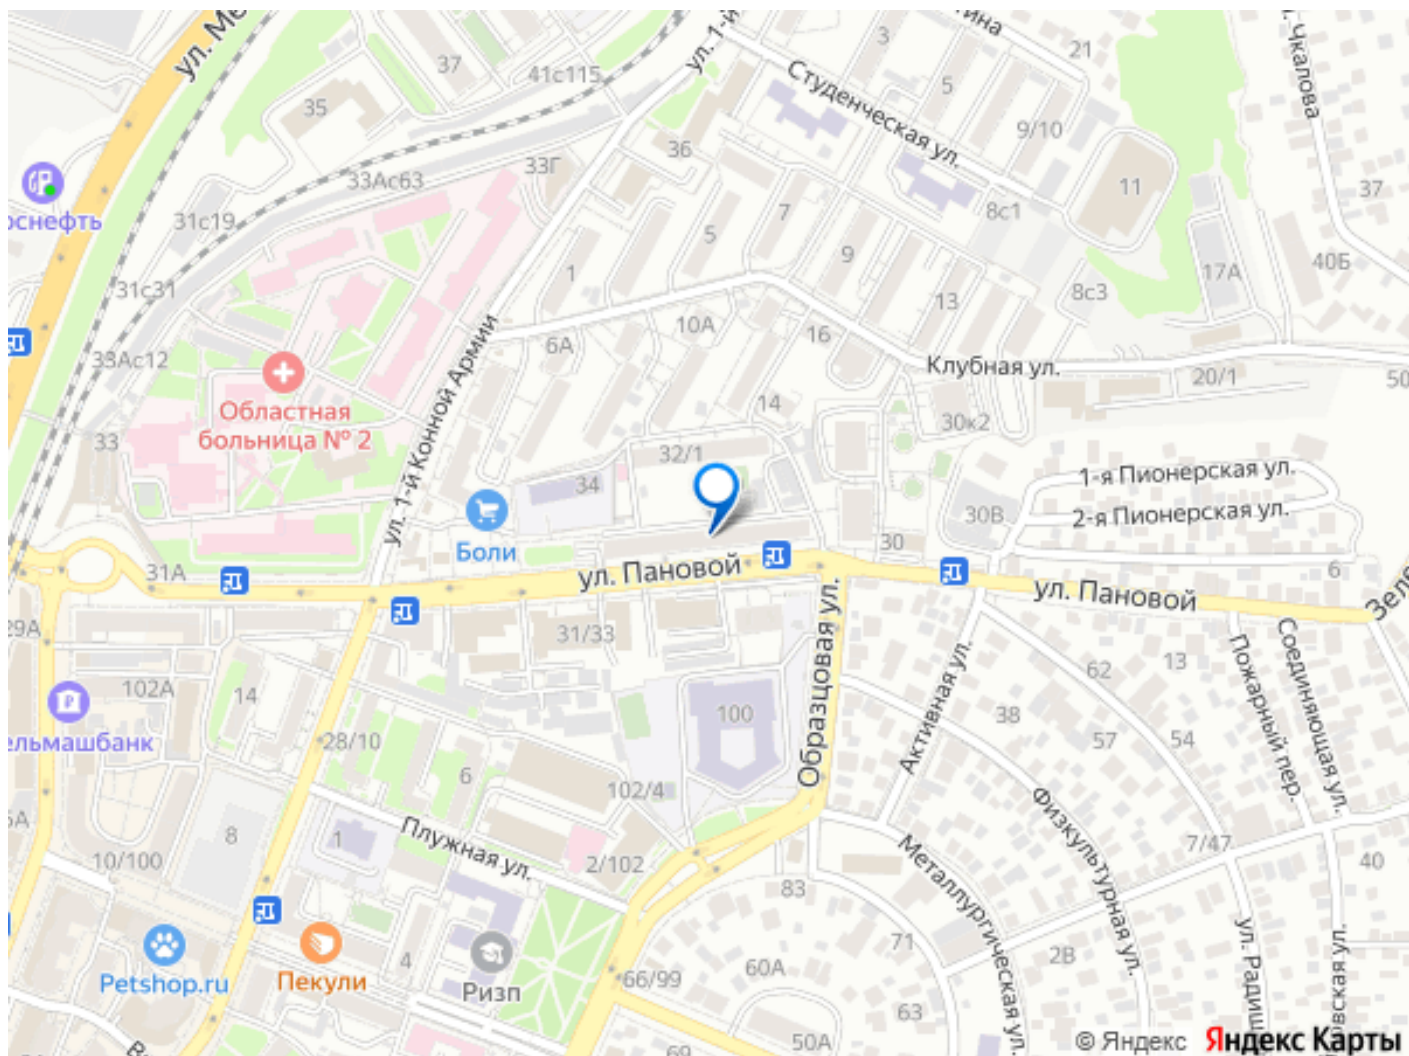 ул. 1-й
3
21
ул. Чкалова
37
41с115
5
Студенческая ул.
35
9/10
36
33Г
33Ас63
11
37
оснефть
31с19
7
8с1
5
9
40Б
17А
1
31с31
8с3
13
10А
16
6А
33Ас12
Клубная ул.
20/1
50
ул. 1-й Конной Армии
Областная
больница № 2
14
30к2
33
32/1
1-я Пионерская ул.
34
30В
2-я Пионерская ул.
Боли
30
31А
ул. Пановой
6
ул. Пановой
29А
31/33
Образцовая ул.
Активная ул.
62
13
Пожарный пер.
Соединяющая ул.
102А
14
100
38
57
54
ельмашбанк
28/10
6
102/4
Физкультурная ул.
8
1
Плужная ул.
7/47
10/100
2/102
Металлургическая ул.
40
83
71
ул. Радищ
вская ул.
Petshop.ru
Пекули
4
Ризп
66/99
60А
2В
63
50А
69
© Яндекс Яндекс Карты